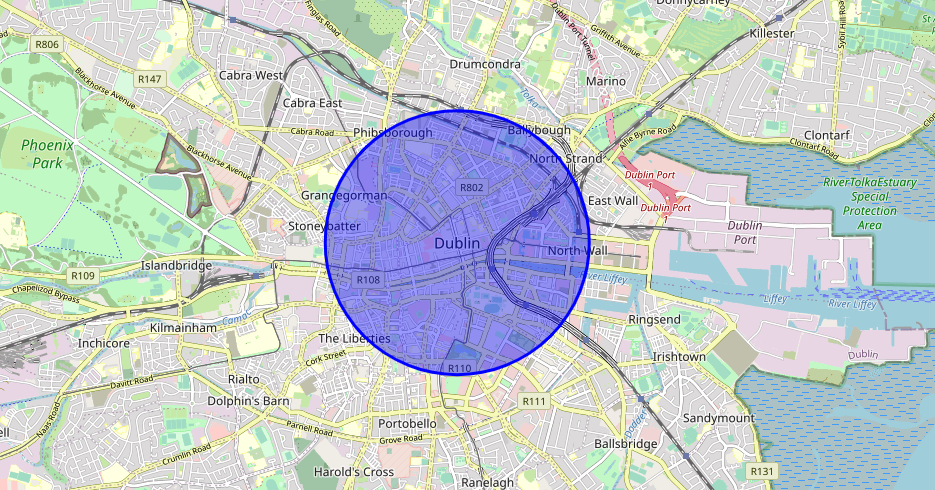 Donnycarney
Finglas Road
Dublin Port Tunnel
Griffith Avenue
Killester
Sybil Hill Road
R806
R147
Cabra West
Drumcondra
Marino
Blackhorse Avenue
Cabra East
Tolka
Cabra Road
Phibsborough
Ballybough
Alfie Byrne Road
Clontarf
Clontarf Road
Phoenix
Park
Blackhorse Avenue
North Strand
Dublin Port
1
R802
RiverTolkaEstuary
Special
Protection
Area
Grangegorman
East Wall
Dublin Port
Stoneybatter
Dublin
Port
Dublin
North Wall
Islandbridge
R109
R108
River Liffey
Liffey
River Liffey
Chapelizod Bypass
Camac
Kilmainham
Ringsend
Inchicore
The Liberties
Cork Street
Irishtown
Dublin
R110
Rialto
Davitt Road
Dolphin's Barn
R111
Naas Road
Portobello
Sandymount
Parnell Road
Grove Road
Dodder
Ballsbridge
Crumlin Road
Harold's Cross
R131
Ranelagh